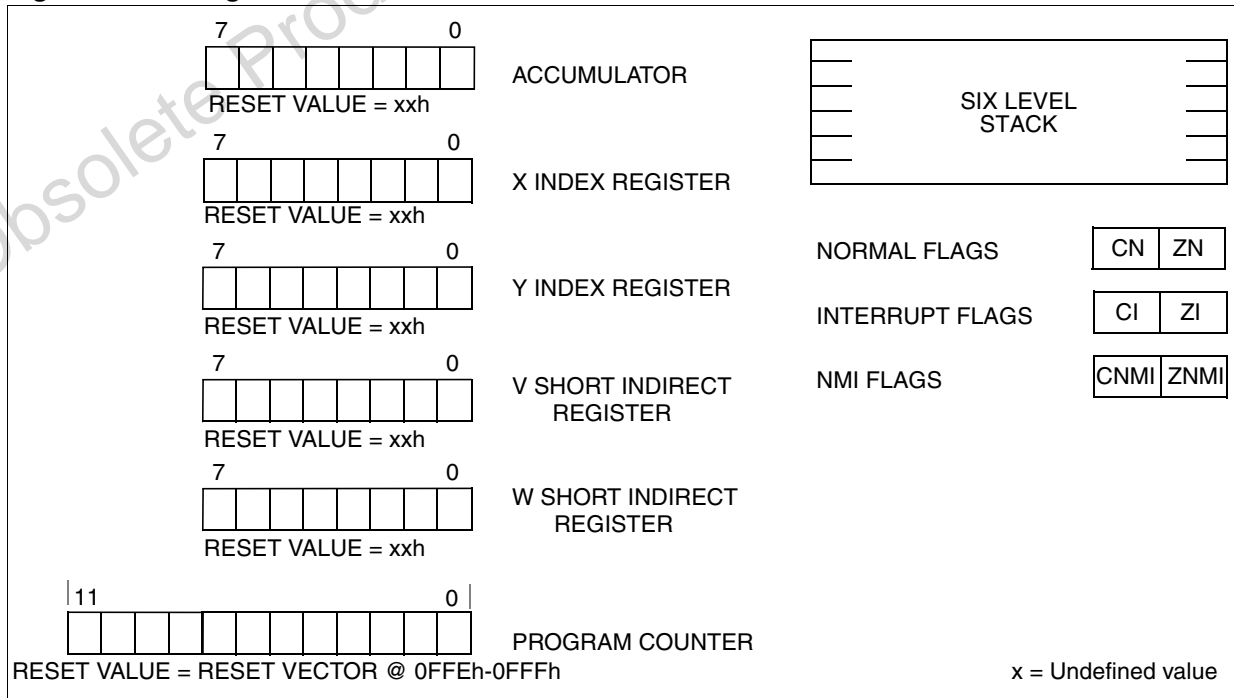 7 0
ACCUMULATOR
RESET VALUE = xxh
7 0
X INDEX REGISTER
RESET VALUE = xxh
7 0
Y INDEX REGISTER
RESET VALUE = xxh
7 0
V SHORT INDIRECT
REGISTER
RESET VALUE = xxh
7 0
W SHORT INDIRECT
REGISTER
RESET VALUE = xxh
11 0
PROGRAM COUNTER
RESET VALUE = RESET VECTOR @ 0FFEh-0FFFh
SIX LEVEL
STACK
NORMAL FLAGS CN ZN
INTERRUPT FLAGS CI ZI
NMI FLAGS CNMI ZNMI
x = Undefined value